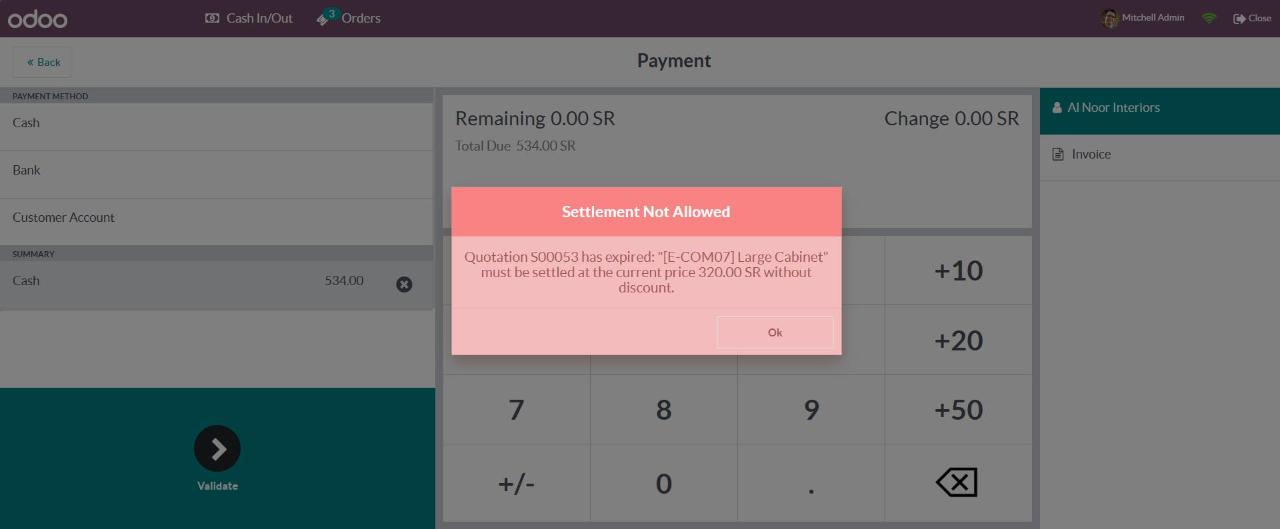 odoo
Cash In/Out
3
Orders
Mitchell Admin
Close
« Back
Payment
PAYMENT METHOD
Cash
Bank
Customer Account
SUMMARY
Cash 534.00
Validate
Remaining 0.00 SR
Change 0.00 SR
Total Due 534.00 SR
Settlement Not Allowed
Quotation S00053 has expired: "[E-COM07] Large Cabinet"
must be settled at the current price 320.00 SR without
discount.
Ok
+10
+20
7 8 9 +50
+/- 0 .
Al Noor Interiors
Invoice